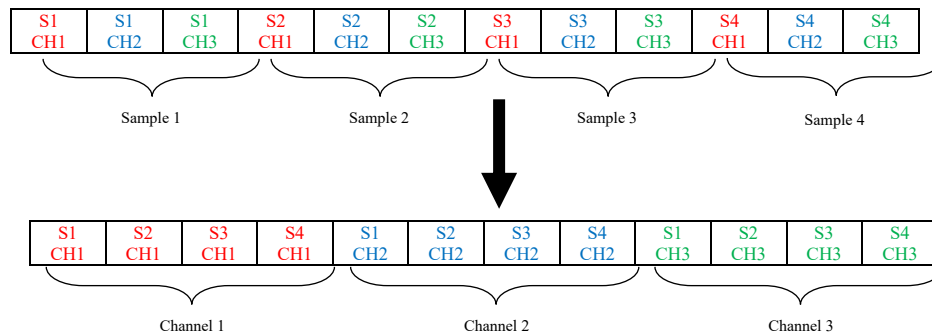 S1 S1 S1 S2 S2 S2 S3 S3 S3 S4 S4 S4
CH1 CH2 CH3 CH1 CH2 CH3 CH1 CH2 CH3 CH1 CH2 CH3
Sample 1 Sample 2 Sample 3 Sample 4
S1 S2 S3 S4 S1 S2 S3 S4 S1 S2 S3 S4
CH1 CH1 CH1 CH1 CH2 CH2 CH2 CH2 CH3 CH3 CH3 CH3
Channel 1 Channel 2 Channel 3